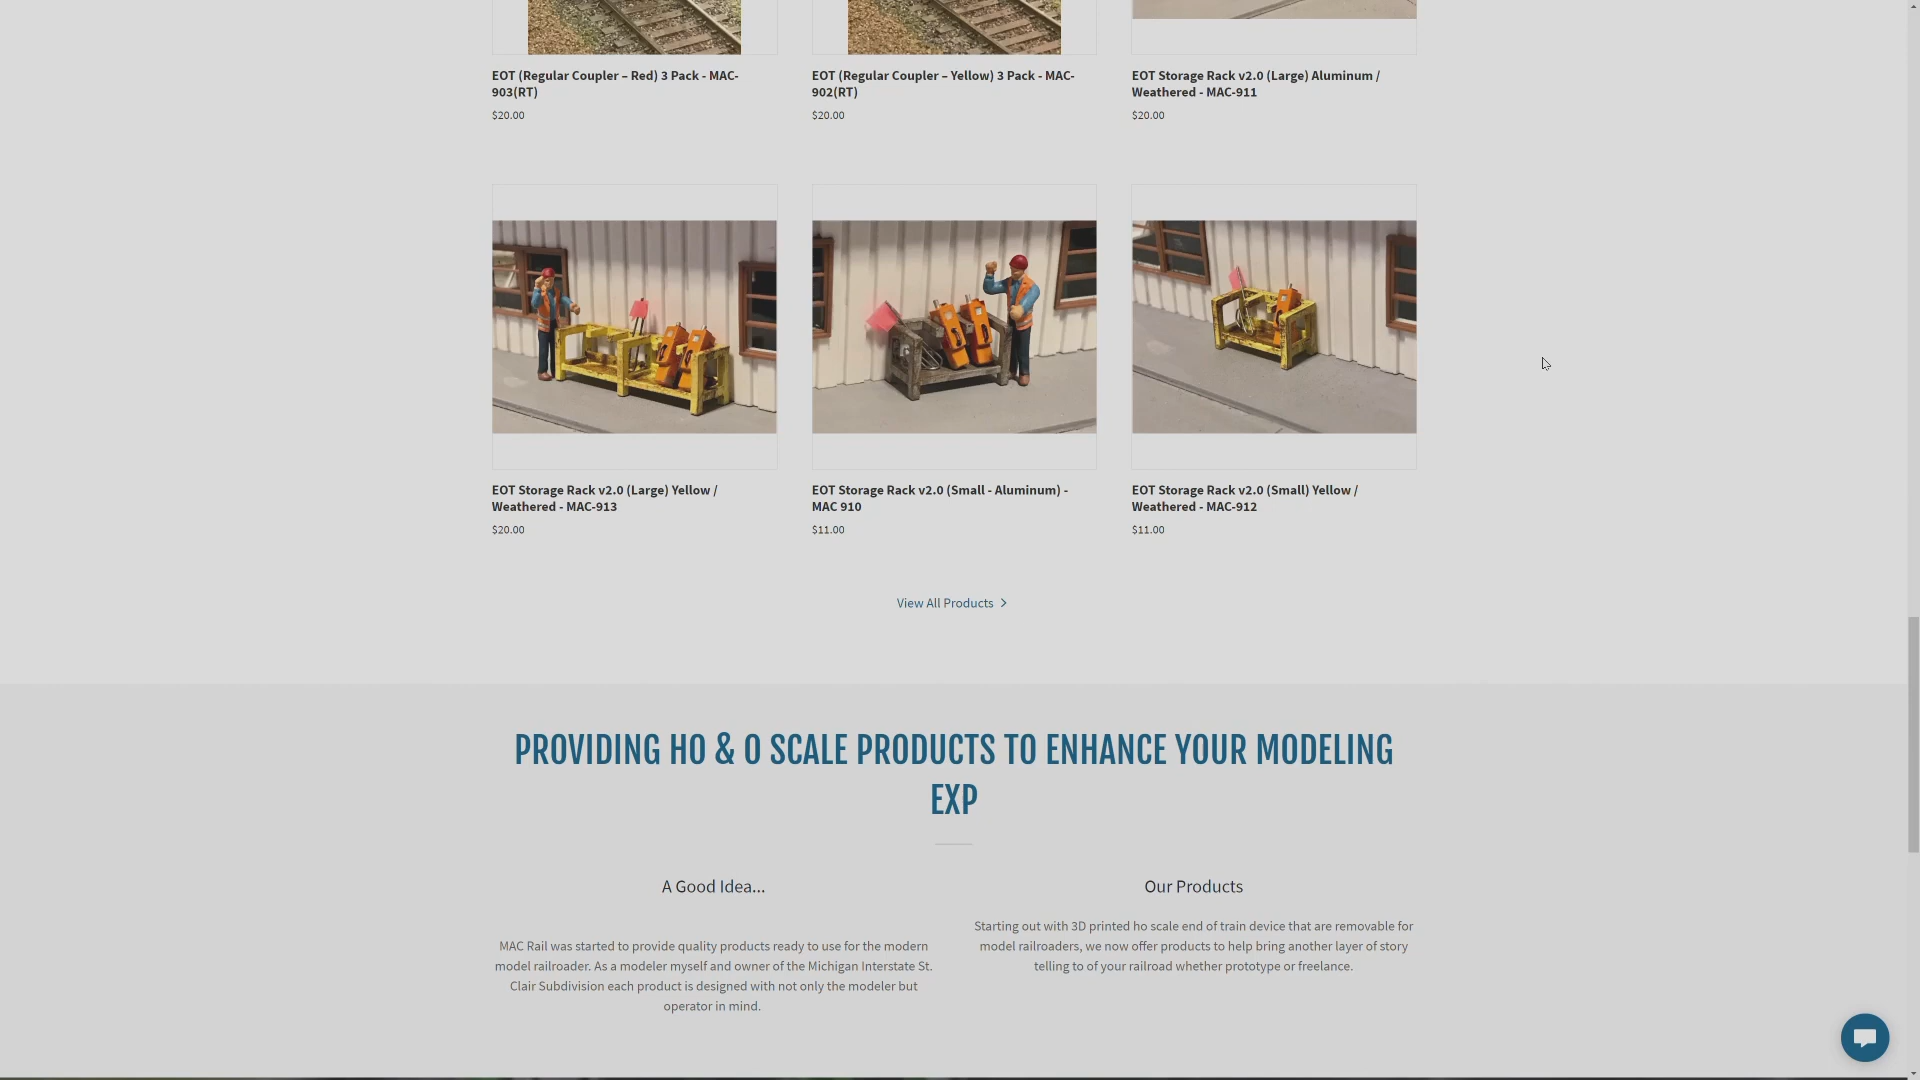 EOT (Regular Coupler – Red) 3 Pack - MAC-
903(RT)
$20.00
EOT (Regular Coupler – Yellow) 3 Pack - MAC-
902(RT)
$20.00
EOT Storage Rack v2.0 (Large) Aluminum /
Weathered - MAC-911
$20.00
EOT Storage Rack v2.0 (Large) Yellow /
Weathered - MAC-913
$20.00
EOT Storage Rack v2.0 (Small - Aluminum) -
MAC 910
$11.00
EOT Storage Rack v2.0 (Small) Yellow /
Weathered - MAC-912
$11.00
View All Products
PROVIDING HO & O SCALE PRODUCTS TO ENHANCE YOUR MODELING
EXP
A Good Idea...
MAC Rail was started to provide quality products ready to use for the modern
model railroader. As a modeler myself and owner of the Michigan Interstate St.
Clair Subdivision each product is designed with not only the modeler but
operator in mind.
Our Products
Starting out with 3D printed ho scale end of train device that are removable for
model railroaders, we now offer products to help bring another layer of story
telling to of your railroad whether prototype or freelance.